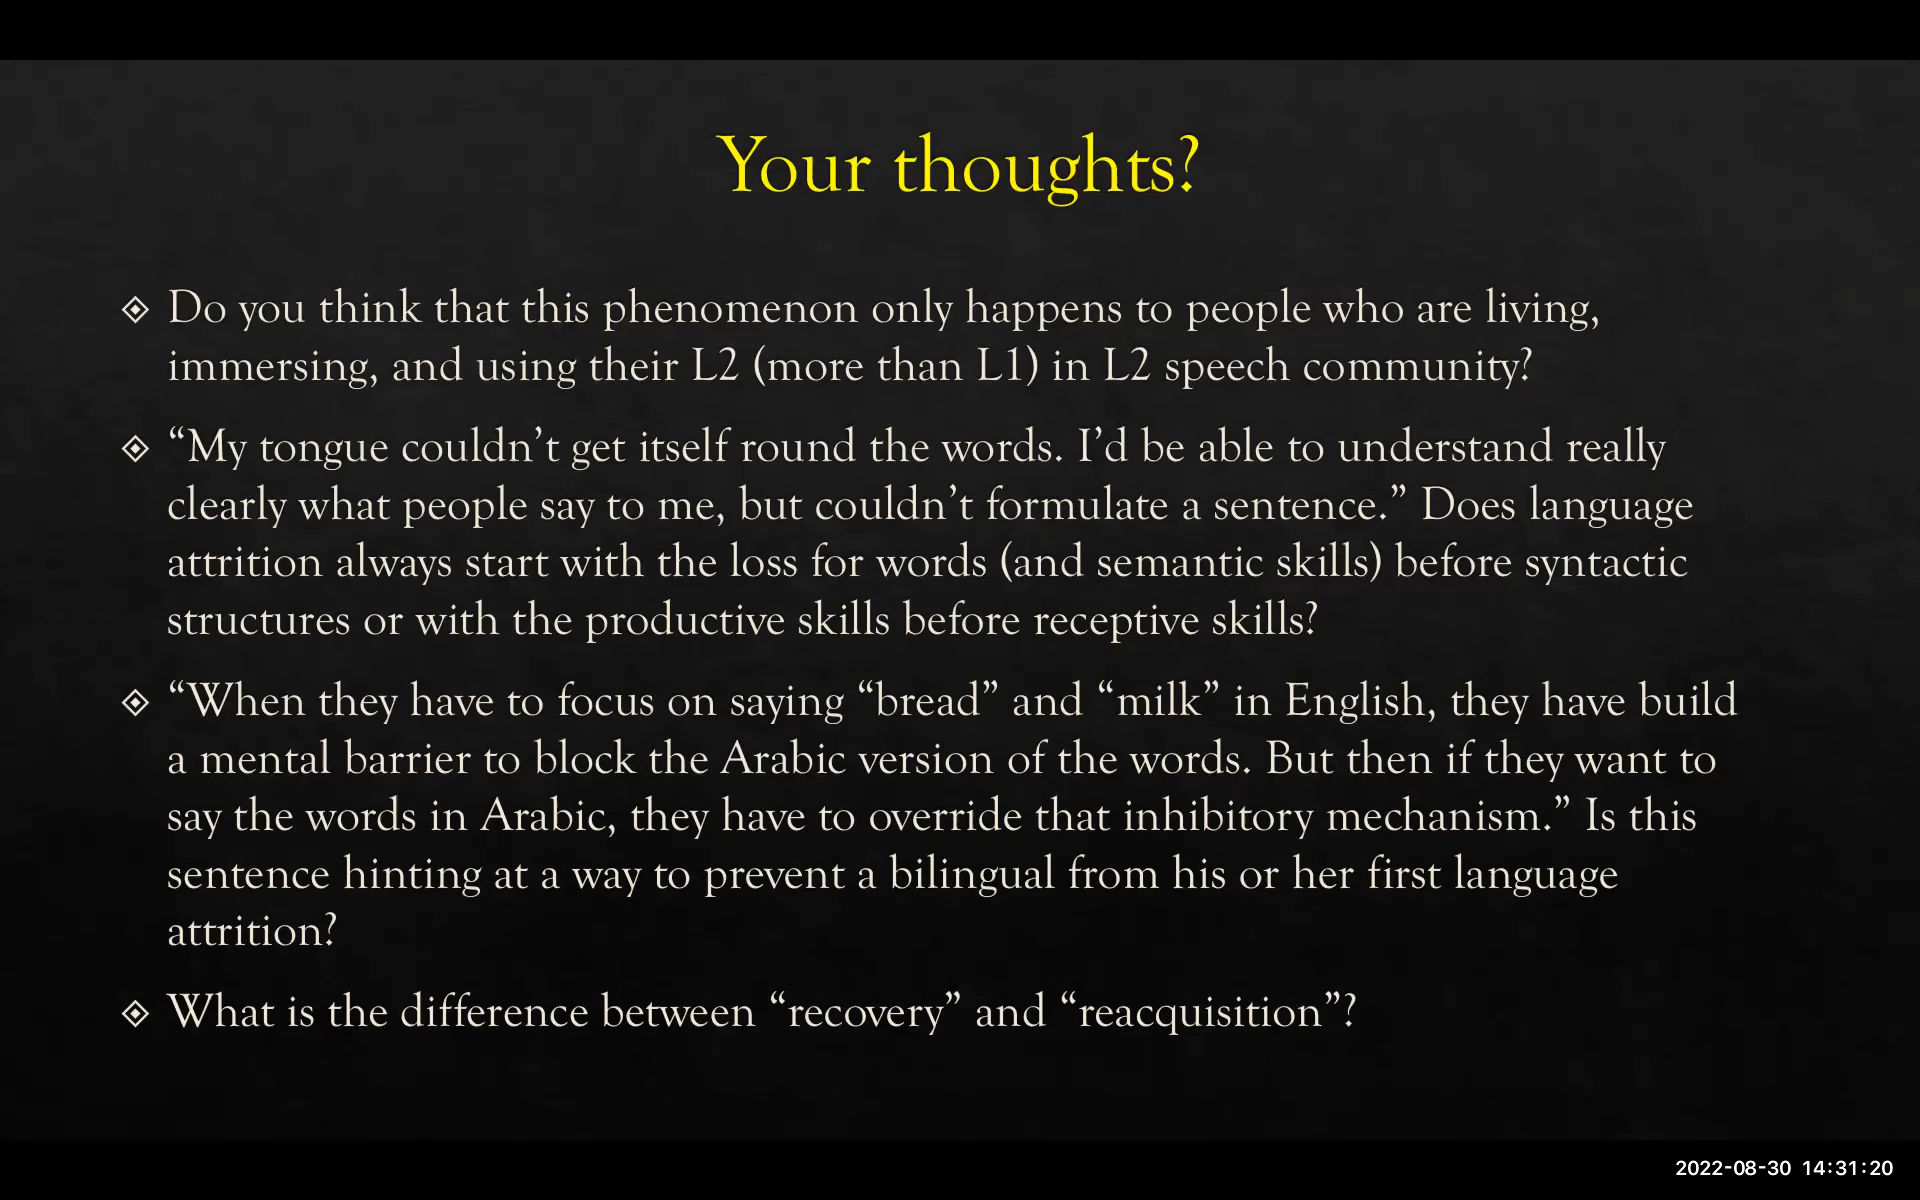 Your thoughts?
Do you think that this phenomenon only happens to people who are living,
immersing, and using their L2 (more than L1) in L2 speech community?
“My tongue couldn’t get itself round the words. I’d be able to understand really
clearly what people say to me, but couldn’t formulate a sentence.” Does language
attrition always start with the loss for words (and semantic skills) before syntactic
structures or with the productive skills before receptive skills?
“When they have to focus on saying “bread” and “milk” in English, they have build
a mental barrier to block the Arabic version of the words. But then if they want to
say the words in Arabic, they have to override that inhibitory mechanism.” Is this
sentence hinting at a way to prevent a bilingual from his or her first language
attrition?
What is the difference between “recovery” and “reacquisition”?
2022-08-30 14:31:20